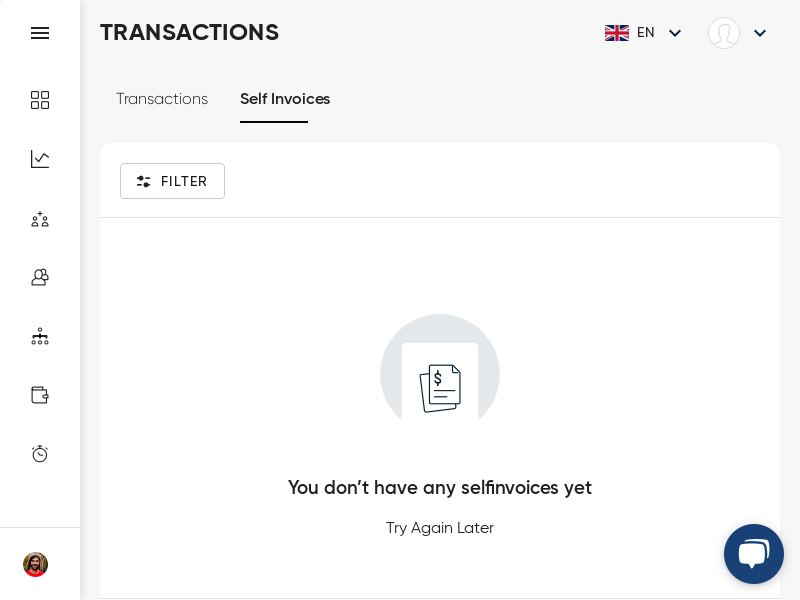 TRANSACTIONS
EN
Transactions
Self Invoices
FILTER
$
You don’t have any selfinvoices yet
Try Again Later